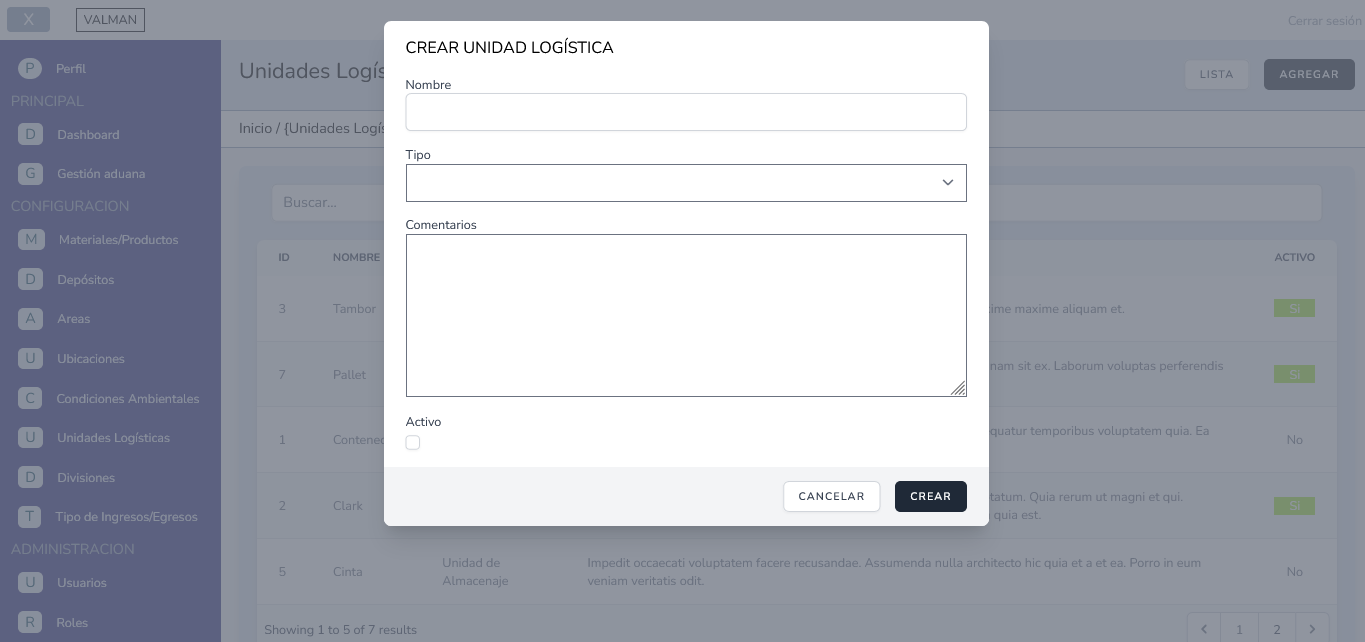 X
VALMAN
Cerrar sesión
P Perfil
PRINCIPAL
D Dashboard
G Gestión aduana
CONFIGURACION
M Materiales/Productos
D Depósitos
A Areas
U Ubicaciones
C Condiciones Ambientales
U Unidades Logísticas
D Divisiones
T Tipo de Ingresos/Egresos
ADMINISTRACION
U Usuarios
R Roles
Unidades Logís
LISTA
AGREGAR
Inicio / {Unidades Logís
Buscar...
CREAR UNIDAD LOGÍSTICA
Nombre
Tipo
Comentarios
Activo
CANCELAR
CREAR
ID NOMBRE ACTIVO
3 Tambor ime maxime aliquam et. Si
7 Pallet nam sit ex. Laborum voluptas perferendis Si
1 Contened quatur temporibus voluptatem quia. Ea No
2 Clark tatum. Quia rerum ut magni et qui. Si
quia est.
5 Cinta Unidad de Almacenaje Impedit occaecati voluptatem facere recusandae. Assumenda nulla architecto hic quia et a et ea. Porro in eum No
veniam veritatis odit.
Showing 1 to 5 of 7 results
1 2